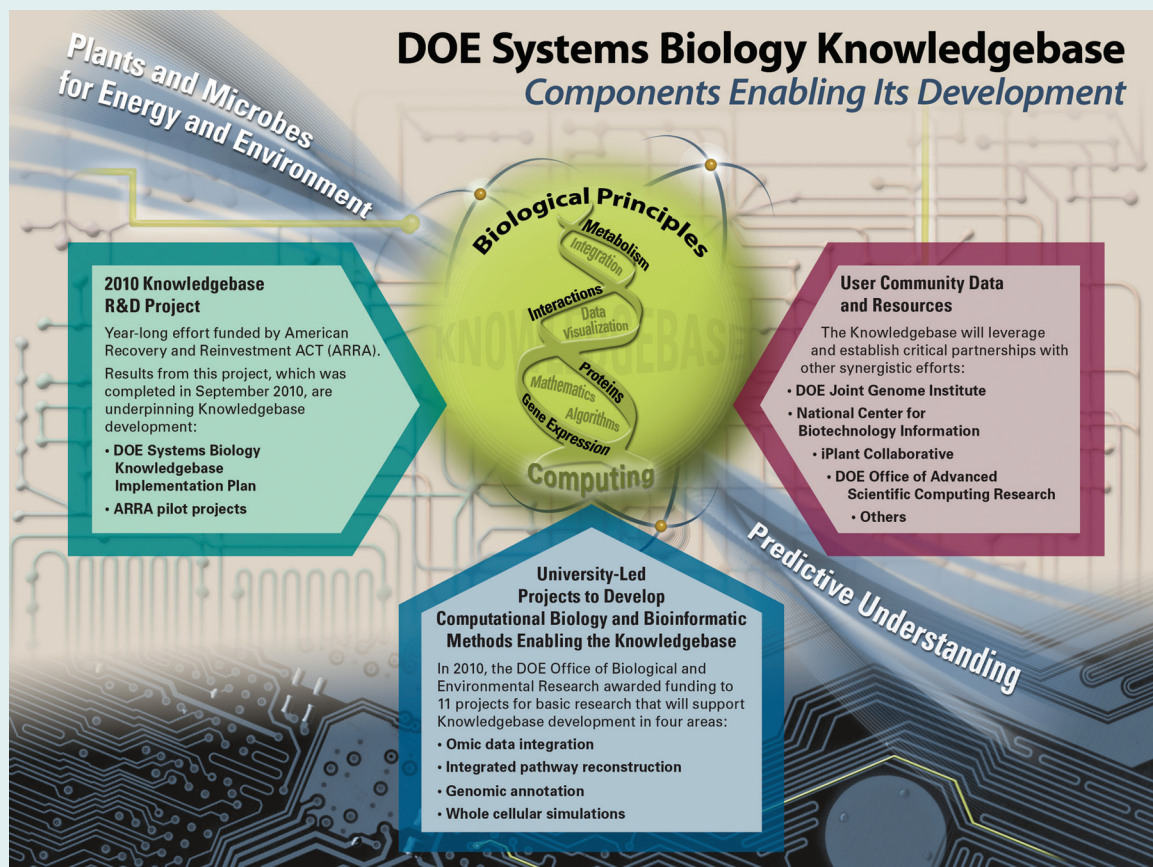 DOE Systems Biology Knowledgebase
Components Enabling Its Development
Plants and Microbes
for Energy and Environment
Biological Principles
Metabolism
Integration
Interactions
Data
Visualization
KNOWLEDGEBASE
Proteins
Mathematics
Algorithms
Gene Expression
Computing
2010 Knowledgebase
R&D Project
Year-long effort funded by American
Recovery and Reinvestment ACT (ARRA).
Results from this project, which was
completed in September 2010, are
underpinning Knowledgebase
development:
• DOE Systems Biology
Knowledgebase
Implementation Plan
• ARRA pilot projects
User Community Data
and Resources
The Knowledgebase will leverage
and establish critical partnerships with
other synergistic efforts:
• DOE Joint Genome Institute
• National Center for
Biotechnology Information
• iPlant Collaborative
• DOE Office of Advanced
Scientific Computing Research
• Others
University-Led
Projects to Develop
Computational Biology and Bioinformatic
Methods Enabling the Knowledgebase
In 2010, the DOE Office of Biological and
Environmental Research awarded funding to
11 projects for basic research that will support
Knowledgebase development in four areas:
• Omic data integration
• Integrated pathway reconstruction
• Genomic annotation
• Whole cellular simulations
Predictive Understanding